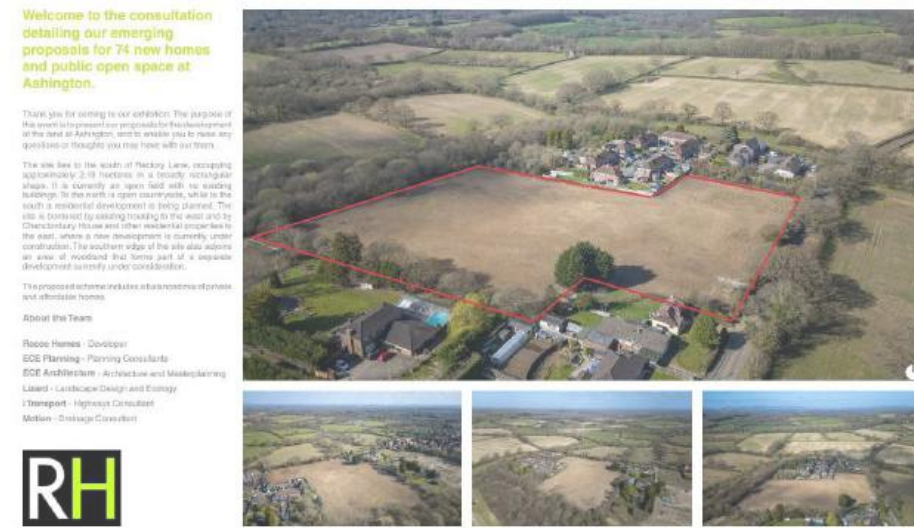 Welcome to the consultation
detailing our emerging
proposals for 74 new homes
and public open space at
Ashington.
Thank you for coming to our exhibition. The purpose of
this event is to present our proposals for the development
of the land at Ashington, and to enable you to raise any
questions or thoughts you may have with our team.
The site lies to the south of Rectory Lane, occupying
approximately hectares in a broadly rectangular
shape. It is currently an open field with no existing
buildings. To the north is open countryside, while to the
south a residential development is being planned. The
site is bordered by existing housing to the west and by
Chanctonbury House and other residential properties to
the east, where a new development is currently under
construction. The southern edge of the site also adjoins
an area of woodland that forms part of a separate
development currently under consideration.
The proposed scheme includes a balanced mix of private
and affordable homes.
About the Team
Reece Homes - Developer
ECE Planning - Planning Consultants
ECE Architecture - Architecture and Masterplanning
Lizard - Landscape Design and Ecology
i Transport - Highways Consultant
Motion - Drainage Consultant
RH